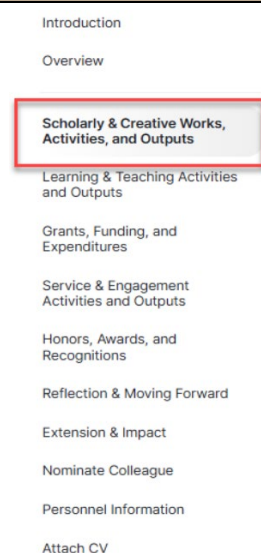 Introduction
Overview
Scholarly & Creative Works,
Activities, and Outputs
Learning & Teaching Activities
and Outputs
Grants, Funding, and
Expenditures
Service & Engagement
Activities and Outputs
Honors, Awards, and
Recognitions
Reflection & Moving Forward
Extension & Impact
Nominate Colleague
Personnel Information
Attach CV